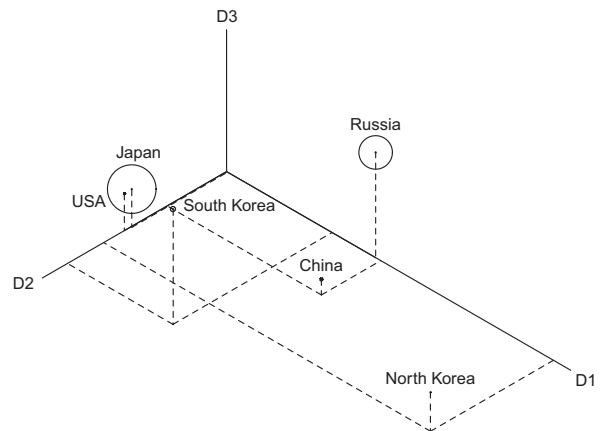 D3
Russia
Japan
USA
South Korea
China
D2
North Korea
D1